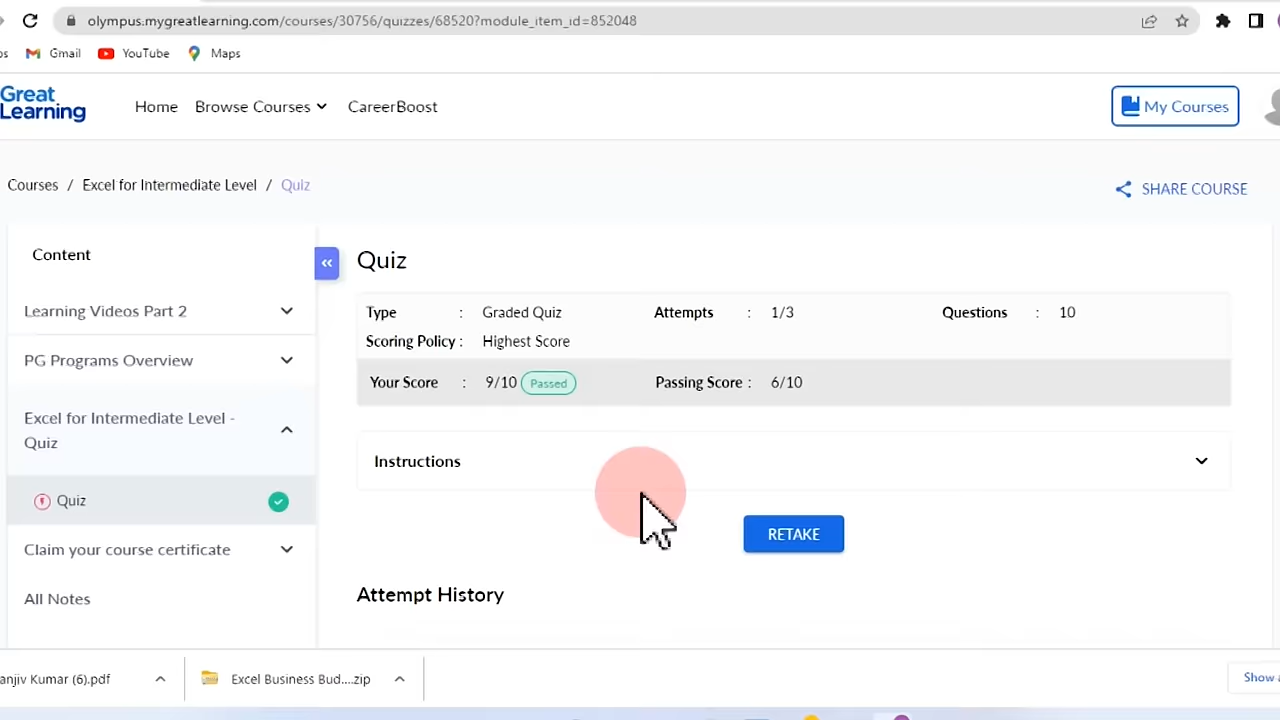 olympus.mygreatlearning.com/courses/30756/quizzes/68520?module_item_id=852048
Gmail YouTube Maps
Great
Learning
Home Browse Courses CareerBoost
My Courses
Courses / Excel for Intermediate Level / Quiz
SHARE COURSE
Content
Learning Videos Part 2
PG Programs Overview
Excel for Intermediate Level -
Quiz
Quiz
Claim your course certificate
All Notes
Quiz
Type : Graded Quiz Attempts : 1/3 Questions : 10
Scoring Policy : Highest Score
Your Score : 9/10 Passed Passing Score : 6/10
Instructions
RETAKE
Attempt History
anjiv Kumar (6).pdf Excel Business Bud....zip Show